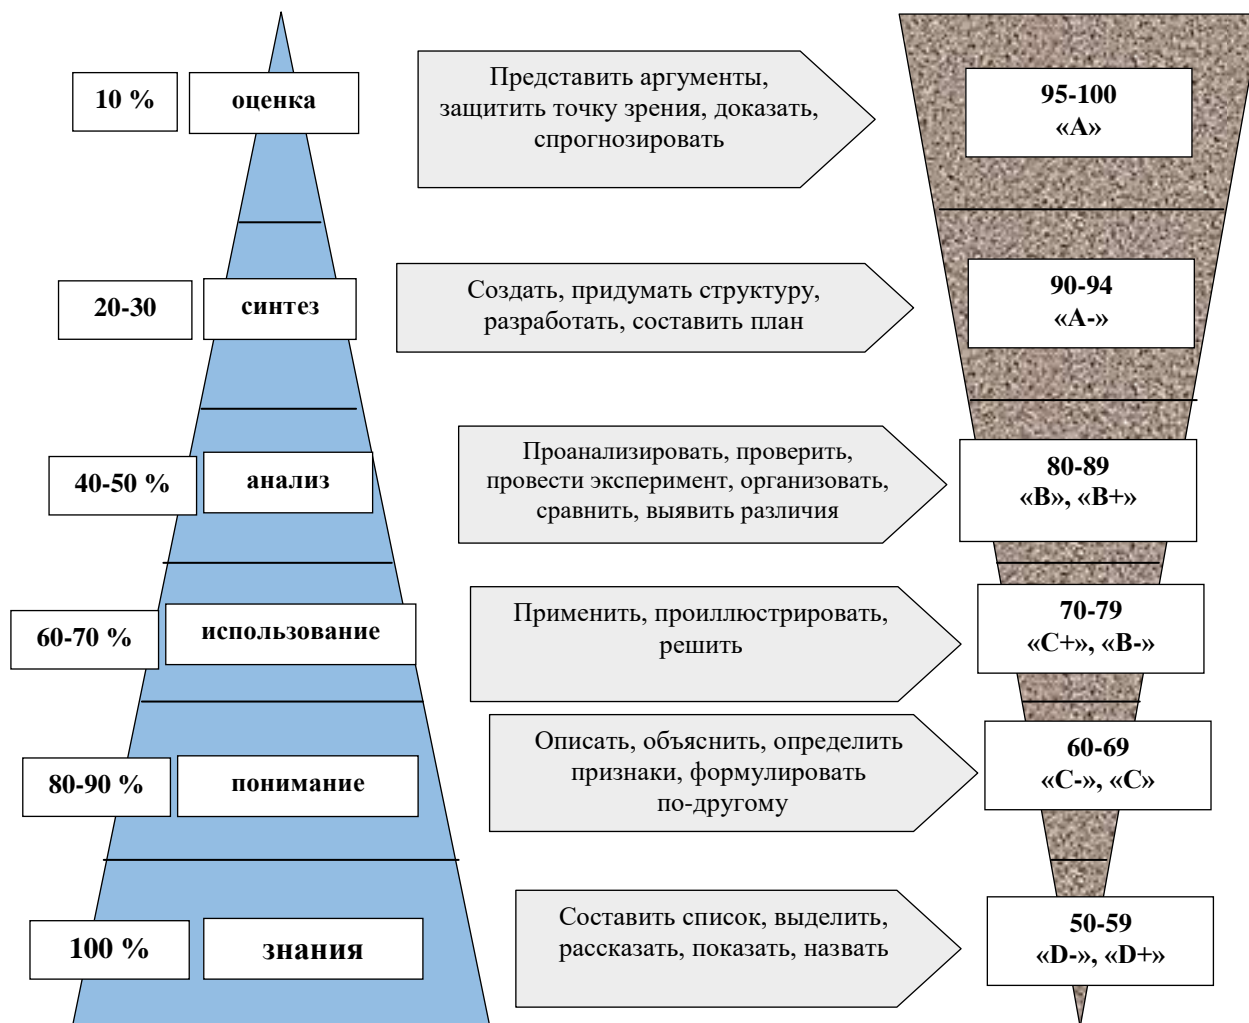 10 %
оценка
Представить аргументы,
защитить точку зрения, доказать,
спрогнозировать
95-100
«А»
20-30
синтез
Создать, придумать структуру,
разработать, составить план
90-94
«А-»
40-50 %
анализ
Проанализировать, проверить,
провести эксперимент, организовать,
сравнить, выявить различия
80-89
«В», «В+»
60-70 %
использование
Применить, проиллюстрировать,
решить
70-79
«С+», «В-»
80-90 %
понимание
Описать, объяснить, определить
признаки, формулировать
по-другому
60-69
«С-», «С»
100 %
знания
Составить список, выделить,
рассказать, показать, назвать
50-59
«D-», «D+»